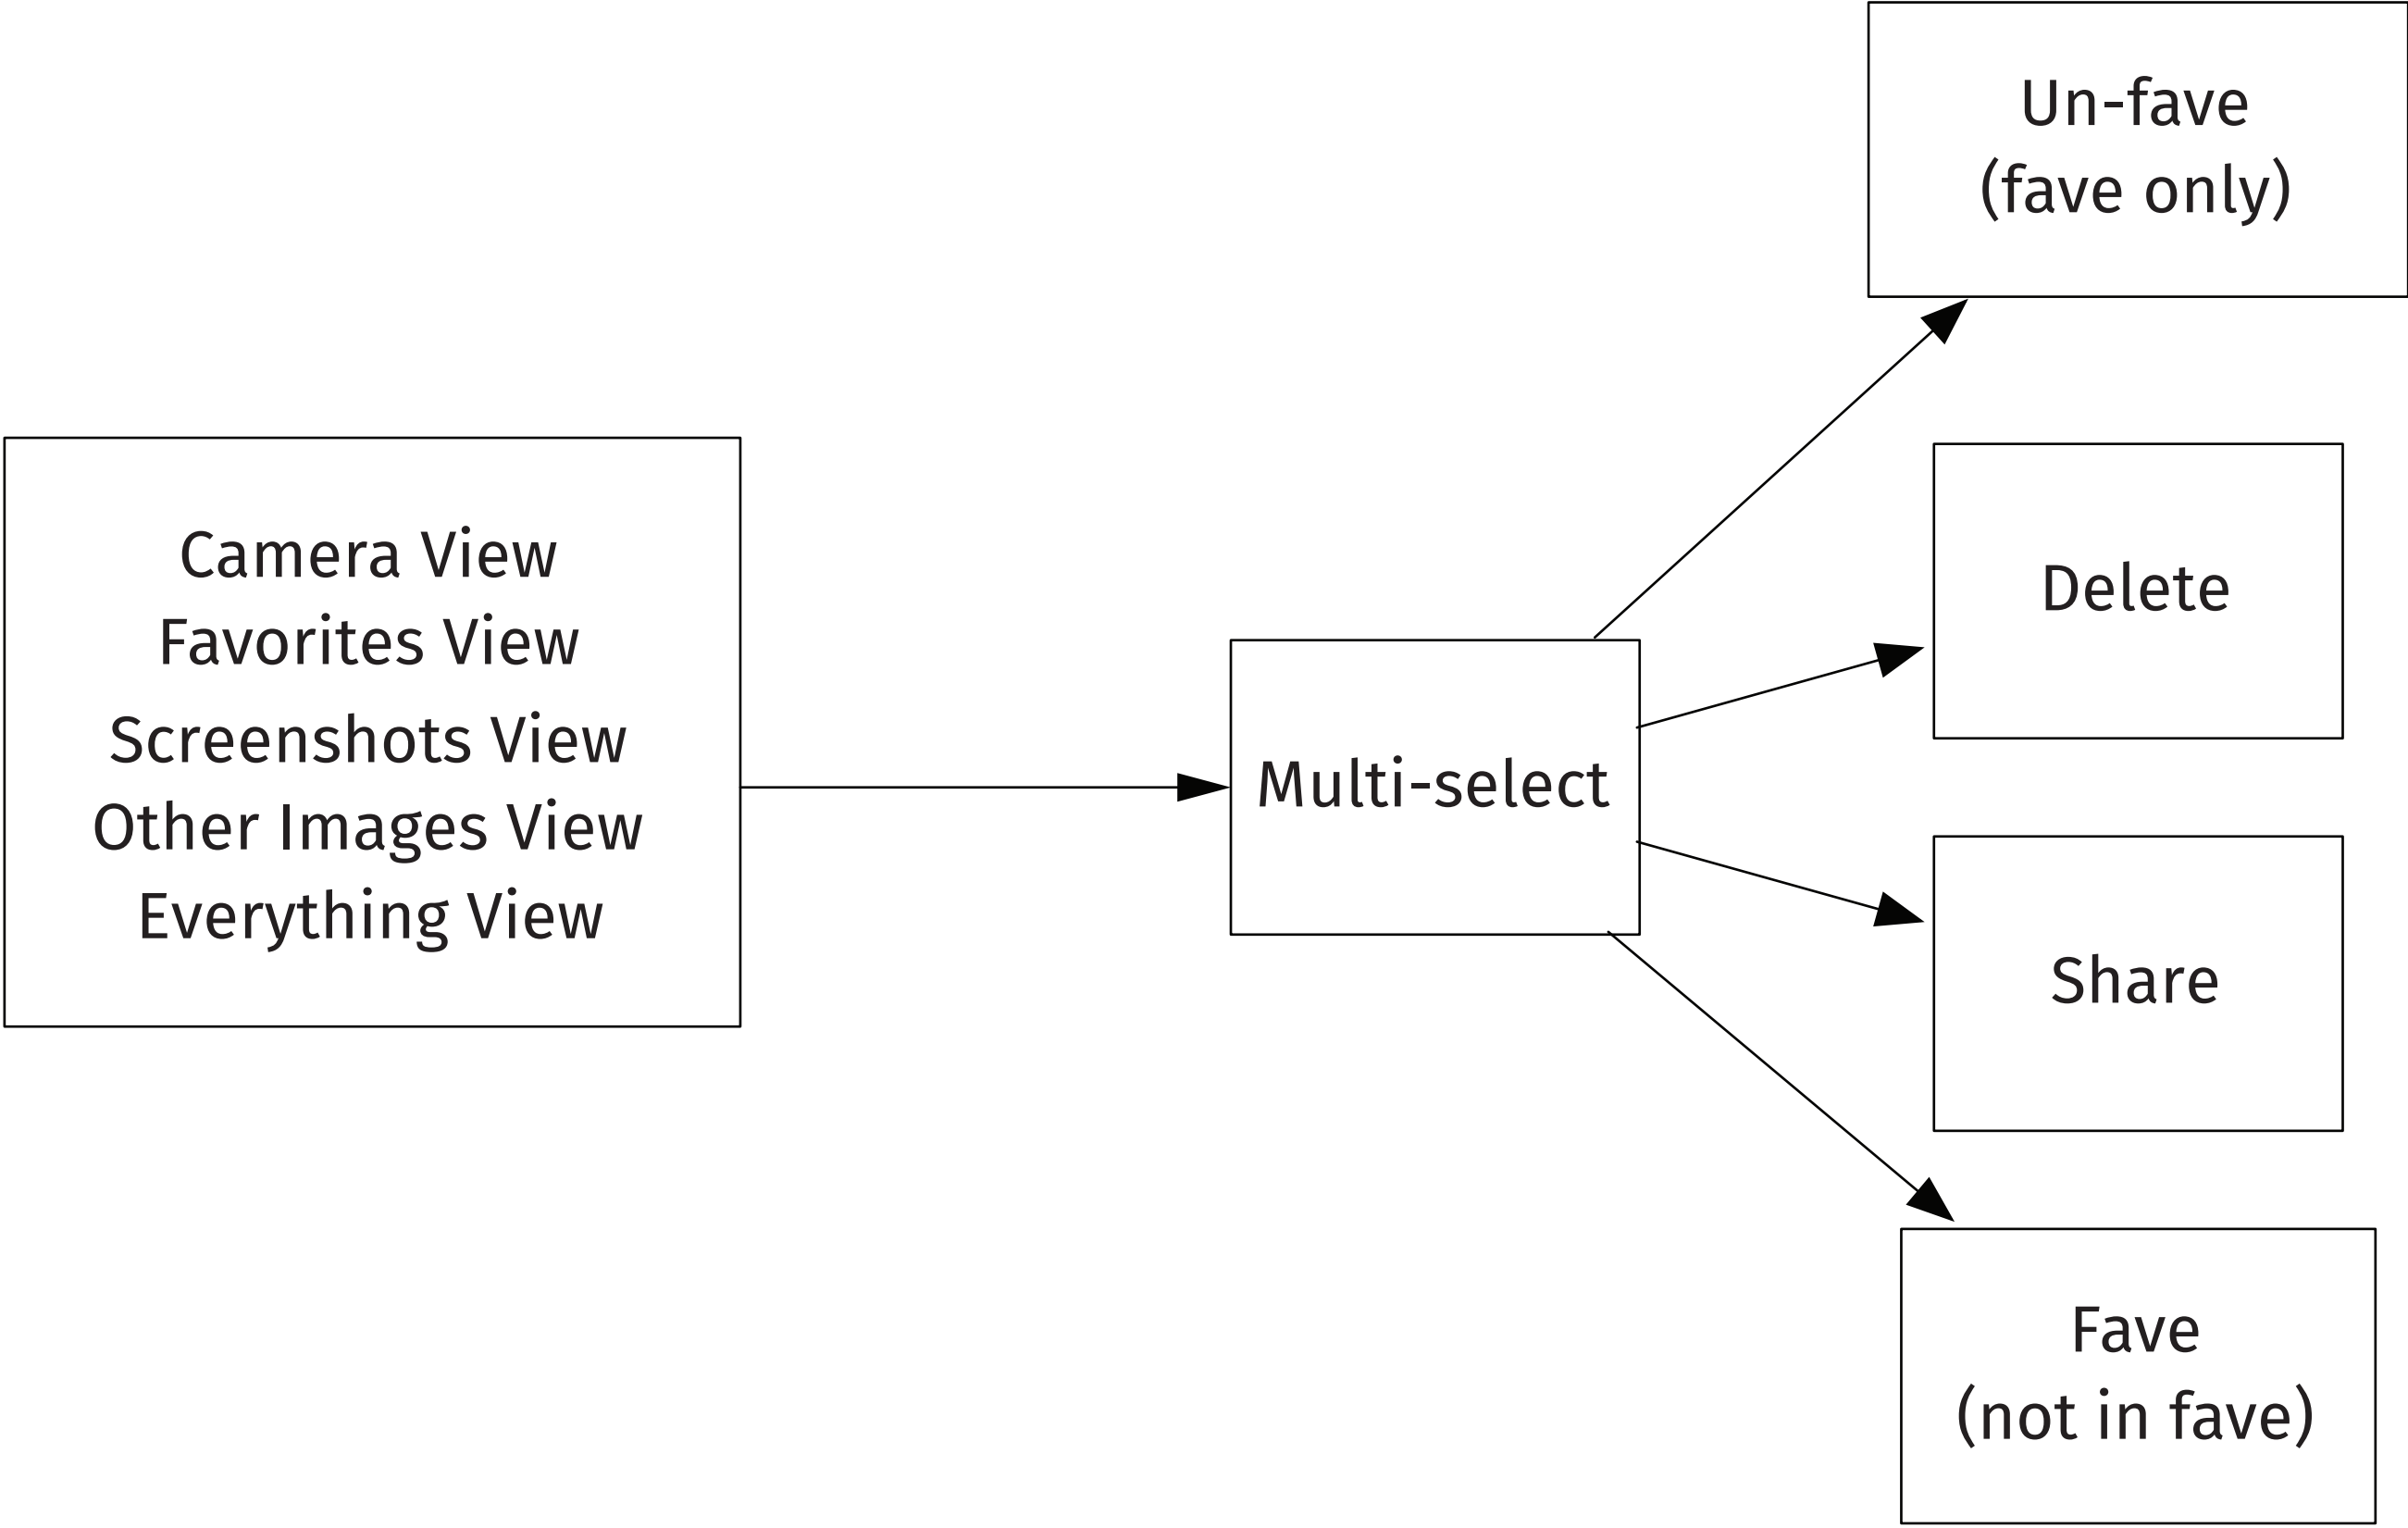 Camera View
Favorites View
Screenshots View
Other Images View
Everything View
Multi-select
Un-fave
(fave only)
Delete
Share
Fave
(not in fave)